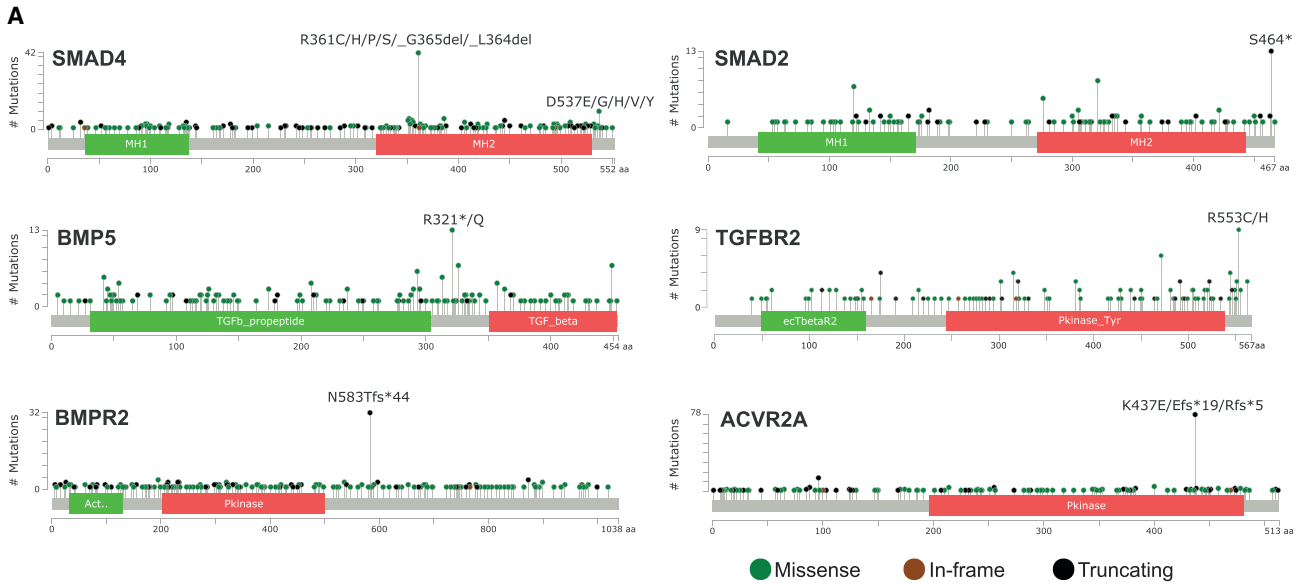 A
R361C/H/P/S/_G365del/_L364del
SMAD4
D537E/G/H/V/Y
# Mutations
42
0
MH1
MH2
0 100 200 300 400 500 552 aa
S464*
SMAD2
# Mutations
13
0
MH1
MH2
0 100 200 300 400 467 aa
R321*/Q
BMP5
# Mutations
13
0
TGFb_propeptide
TGF_beta
0 100 200 300 400 454 aa
R553C/H
TGFBR2
# Mutations
9
0
ecTbetaR2
Pkinase_Tyr
0 100 200 300 400 500 567aa
N583Tfs*44
BMPR2
# Mutations
32
0
Act..
Pkinase
0 200 400 600 800 1038 aa
K437E/Efs*19/Rfs*5
ACVR2A
# Mutations
78
0
Pkinase
0 100 200 300 400 513 aa
Missense In-frame Truncating